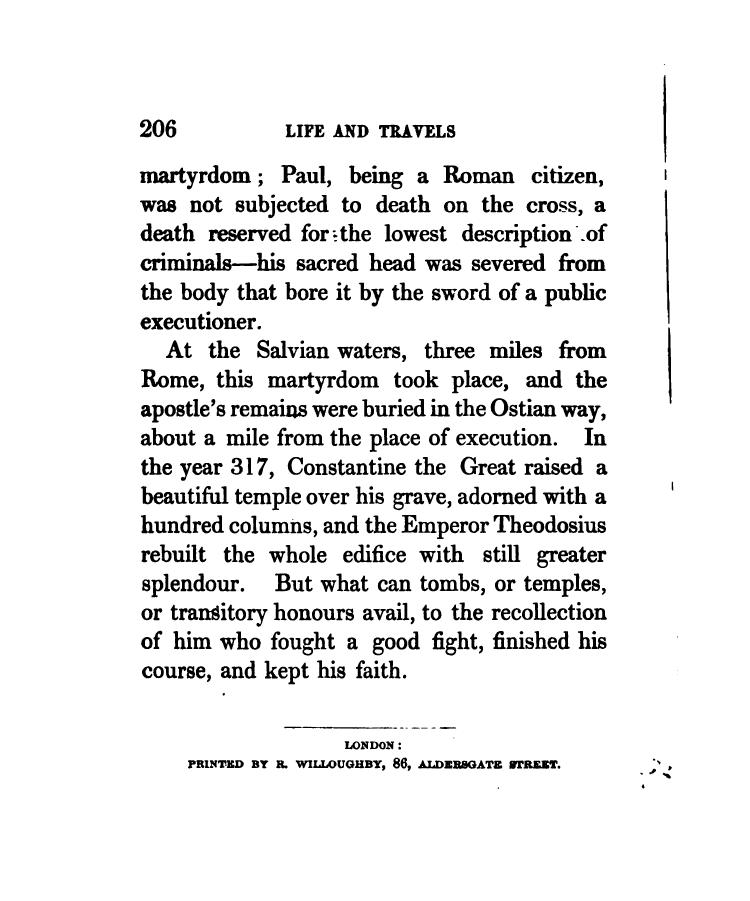 206 LIFE AND TRAVELS
martyrdom ; Paul, being a Roman citizen,
was not subjected to death on the cross, a
death reserved for the lowest description of
criminals—his sacred head was severed from
the body that bore it by the sword of a public
executioner.
At the Salvian waters, three miles from
Rome, this martyrdom took place, and the
apostle's remains were buried in the Ostian way,
about a mile from the place of execution. In
the year 317, Constantine the Great raised a
beautiful temple over his grave, adorned with a
hundred columns, and the Emperor Theodosius
rebuilt the whole edifice with still greater
splendour. But what can tombs, or temples,
or transitory honours avail, to the recollection
of him who fought a good fight, finished his
course, and kept his faith.
LONDON :
PRINTED BY R. WILLOUGHBY, 86, ALDERSGATE STREET.